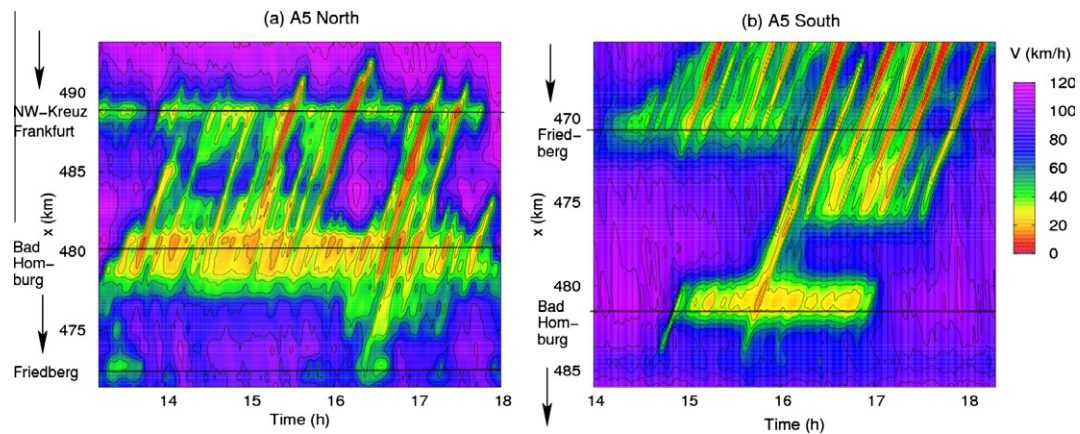 (a) A5 North
490
NW–Kreuz
Frankfurt
485
x (km)
Bad
Hom–
burg
480
475
Friedberg
14
15
16
17
18
Time (h)
(b) A5 South
470
Fried–
berg
475
x (km)
480
Bad
Hom–
burg
485
14
15
16
17
18
Time (h)
V (km/h)
120
100
80
60
40
20
0